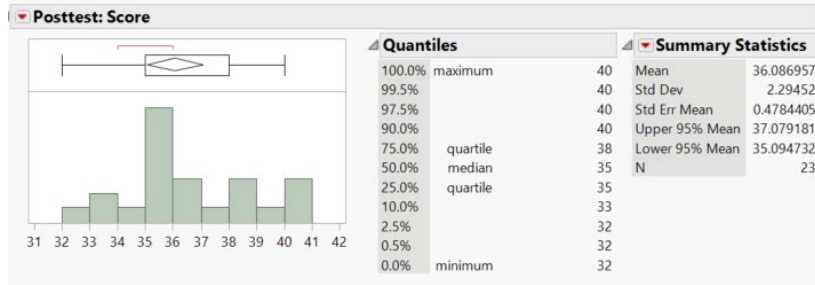 Posttest: Score
31 32 33 34 35 36 37 38 39 40 41 42
Quantiles
100.0% maximum 40
99.5% 40
97.5% 40
90.0% 40
75.0% quartile 38
50.0% median 35
25.0% quartile 35
10.0% 33
2.5% 32
0.5% 32
0.0% minimum 32
Summary Statistics
Mean 36.086957
Std Dev 2.29452
Std Err Mean 0.4784405
Upper 95% Mean 37.079181
Lower 95% Mean 35.094732
N 23